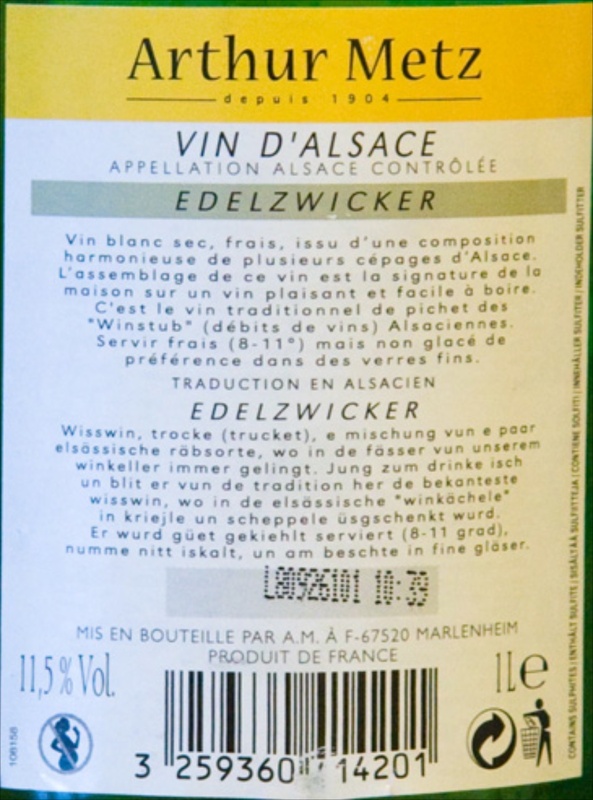 Arthur Metz
depuis 1904
VIN D'ALSACE
APPELLATION ALSACE CONTRÔLÉE
EDELZWICKER
Vin blanc sec, frais, issu d'une composition
harmonieuse de plusieurs cépages d'Alsace.
L'assemblage de ce vin est la signature de la
maison sur un vin plaisant et facile à boire.
C'est le vin traditionnel de pichet des
"Winstub" (débits de vins) Alsaciennes.
Servir frais (8-11°) mais non glacé de
préférence dans des verres fins.
TRADUCTION EN ALSACIEN
EDELZWICKER
Wisswin, trocke (trucket), e mischung vun e paar
elsässische räbsorte, wo in de fässer vun unserem
winkeller immer gelingt. Jung zum drinke isch
un blit er vun de tradition her de bekanteste
wisswin, wo in de elsässische "winkächele"
in kriejle un scheppele üsgschenkt wurd.
Er wurd güet gekiehlt serviert (8-11 grad),
numme nitt iskalt, un am beschte in fine gläser.
L80926101 10:39
MIS EN BOUTEILLE PAR A.M. À F-67520 MARLENHEIM
PRODUIT DE FRANCE
11,5% Vol.
1L e
3 259360 14201
108158
CONTAINS SULPHITES / ENTHÄLT SULFITE / SISÄLTÄÄ SULFIITTEJA / CONTIENE SOLFITI / INNEHÅLLER SULFITER / INDEHOLDER SULFITTER